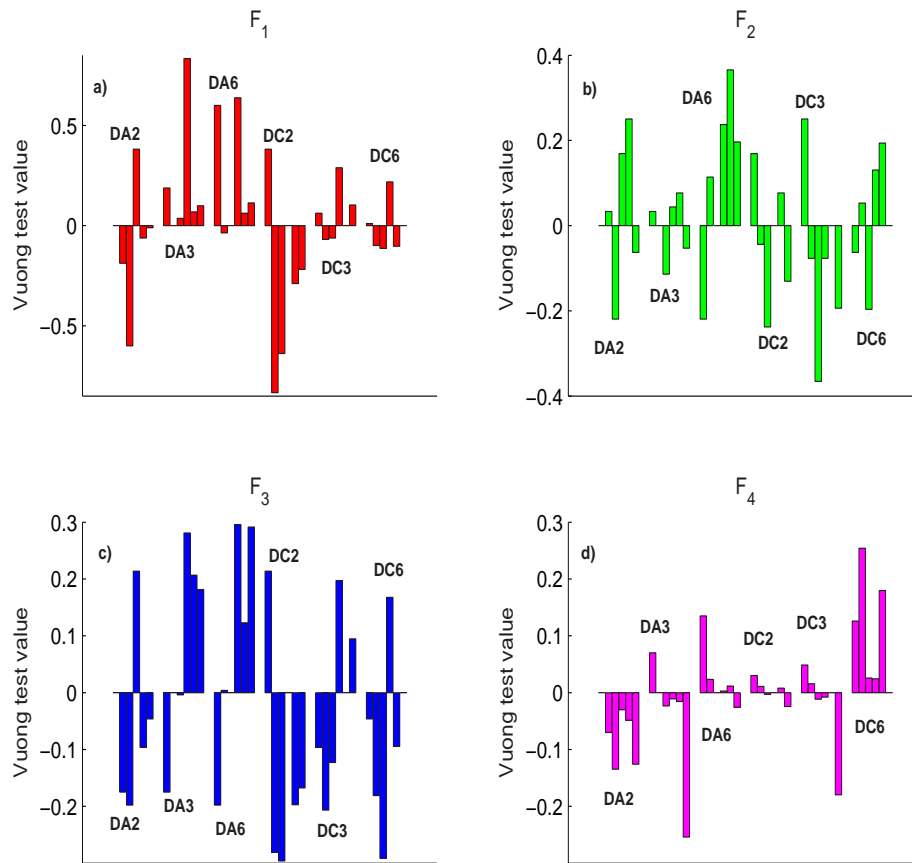 F1
Vuong test value
0.5
0
−0.5
a)
DA2
DA3
DA6
DC2
DC3
DC6
F2
Vuong test value
0.4
0.2
0
−0.2
−0.4
b)
DA2
DA3
DA6
DC2
DC3
DC6
F3
Vuong test value
0.3
0.2
0.1
0
−0.1
−0.2
c)
DA2
DA3
DA6
DC2
DC3
DC6
F4
Vuong test value
0.3
0.2
0.1
0
−0.1
−0.2
d)
DA2
DA3
DA6
DC2
DC3
DC6